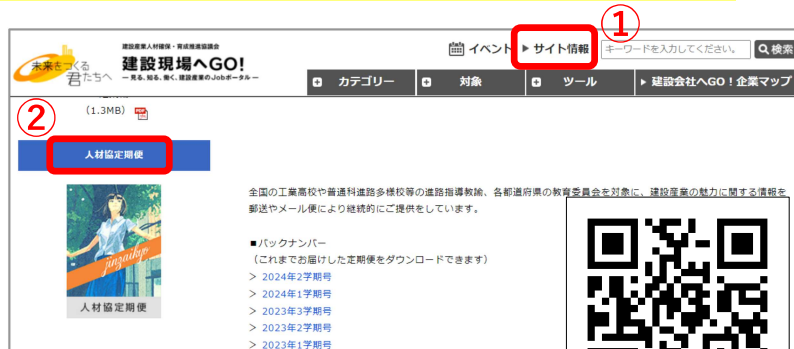 ①
建設産業人材確保・育成推進協議会
未来をつくる
君たちへ
建設現場へGO!
ー 見る、知る、働く、建設産業のJobポータル ー
イベント
サイト情報
キーワードを入力してください。
検索
カテゴリー
対象
ツール
建設会社へGO！企業マップ
（1.3MB）
②
人材協定期便
全国の工業高校や普通科進路多様校等の進路指導教諭、各都道府県の教育委員会を対象に、建設産業の魅力に関する情報を
郵送やメール便により継続的にご提供をしています。
jinzaikyo
人材協定期便
■バックナンバー
（これまでお届けした定期便をダウンロードできます）
> 2024年2学期号
> 2024年1学期号
> 2023年3学期号
> 2023年2学期号
> 2023年1学期号